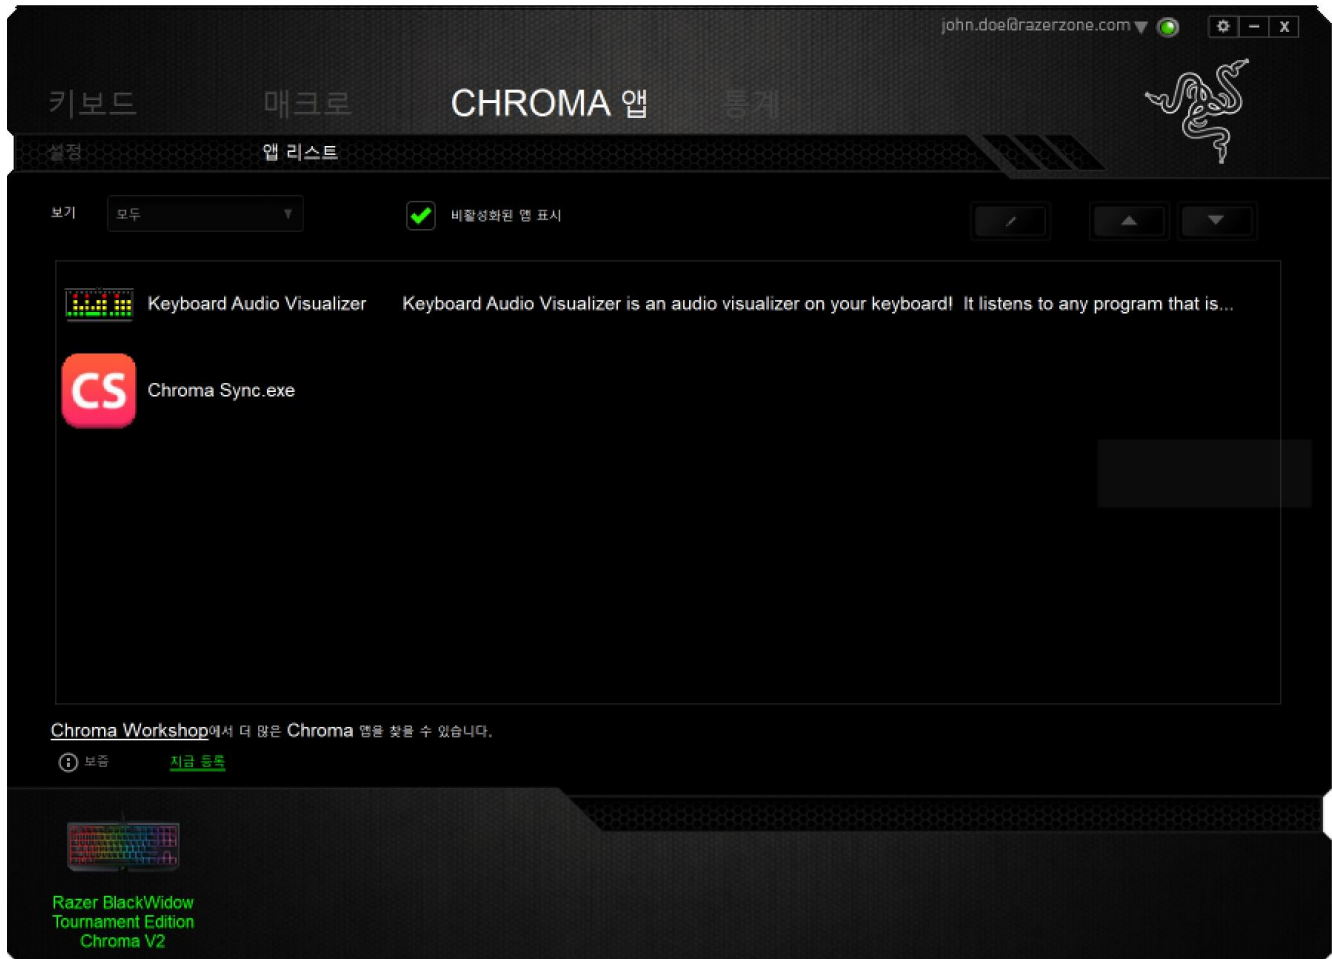 john.doe@razerzone.com
키보드 매크로 CHROMA 앱 통계
설정 앱 리스트
보기 모두 비활성화된 앱 표시
Keyboard Audio Visualizer Keyboard Audio Visualizer is an audio visualizer on your keyboard! It listens to any program that is...
CS Chroma Sync.exe
Chroma Workshop에서 더 많은 Chroma 앱을 찾을 수 있습니다.
보증 지금 등록
Razer BlackWidow
Tournament Edition
Chroma V2